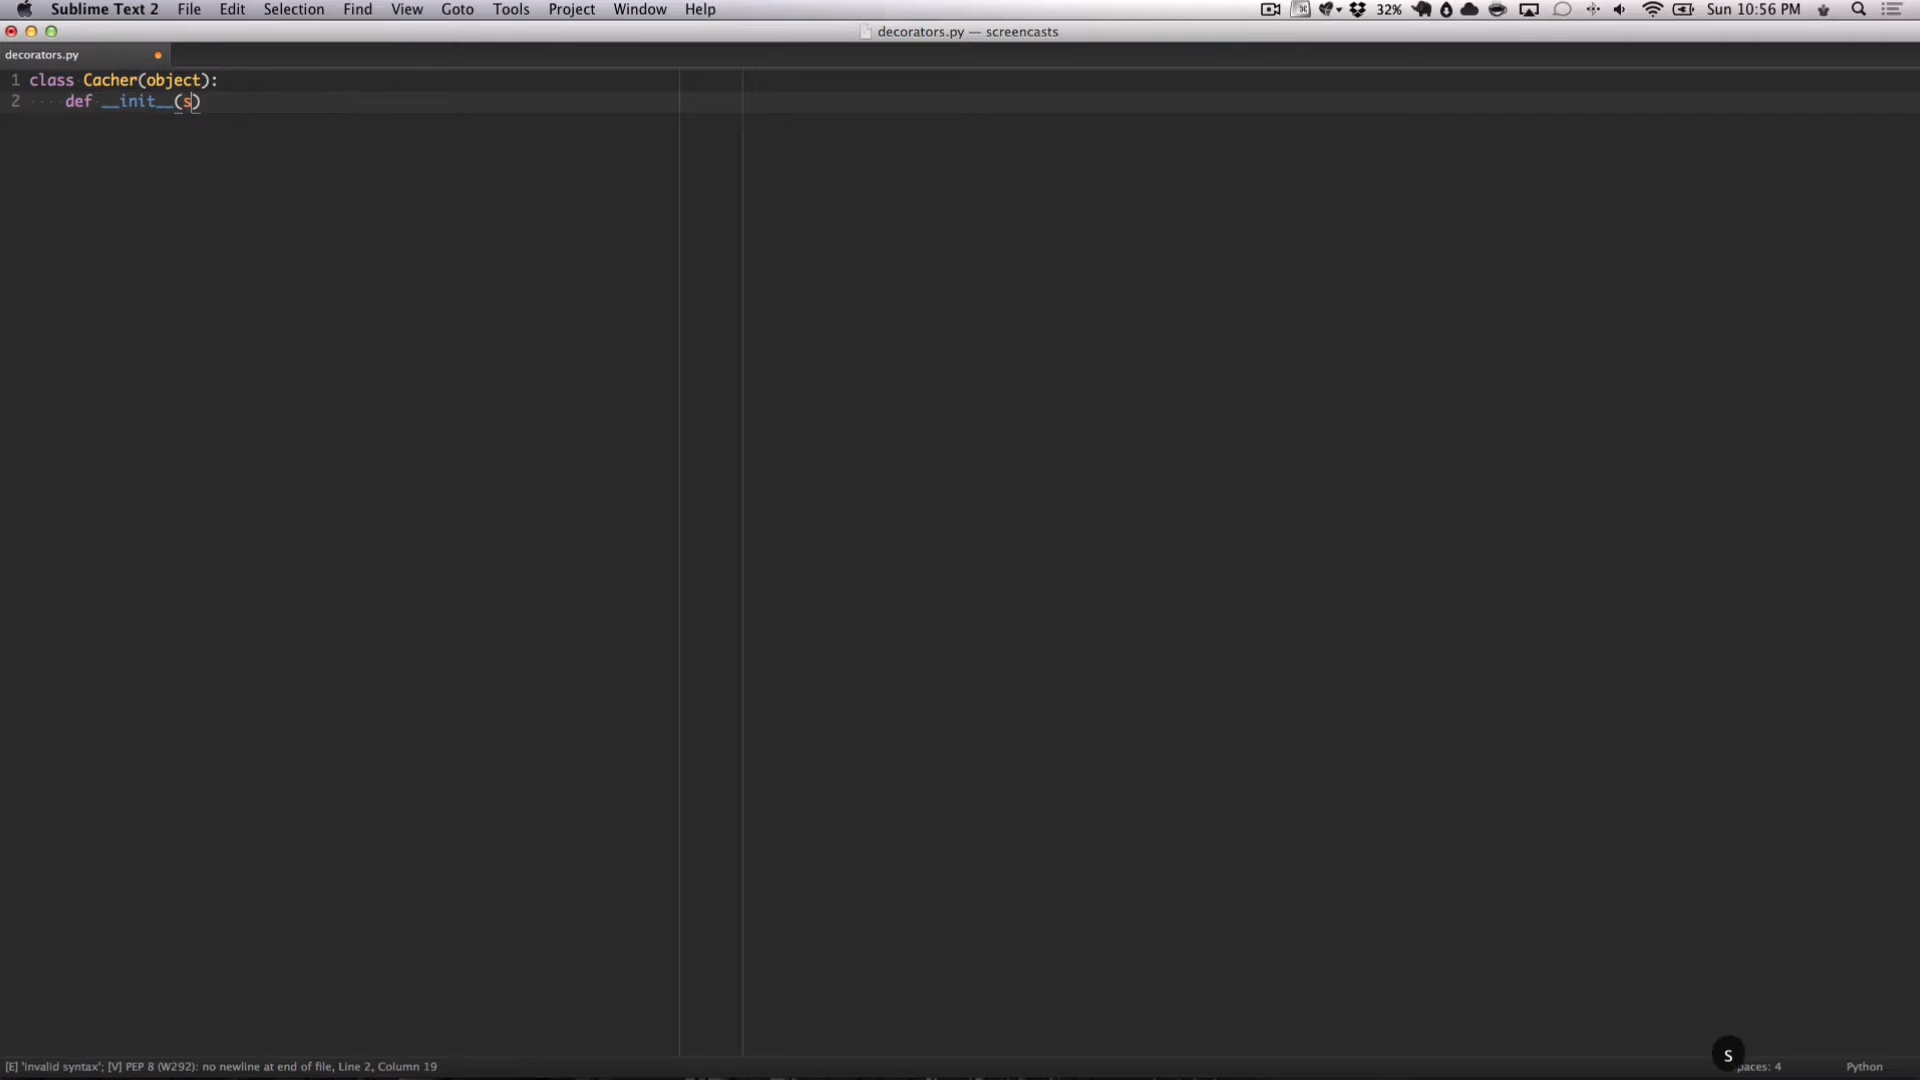 Sublime Text 2 File Edit Selection Find View Goto Tools Project Window Help 32% Sun 10:56 PM
decorators.py — screencasts
decorators.py
1 class Cacher(object):
2 def __init__(s)
[E] 'invalid syntax'; [V] PEP 8 (W292): no newline at end of file, Line 2, Column 19 s paces: 4 Python